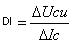 DI = ΔUcu / ΔIc